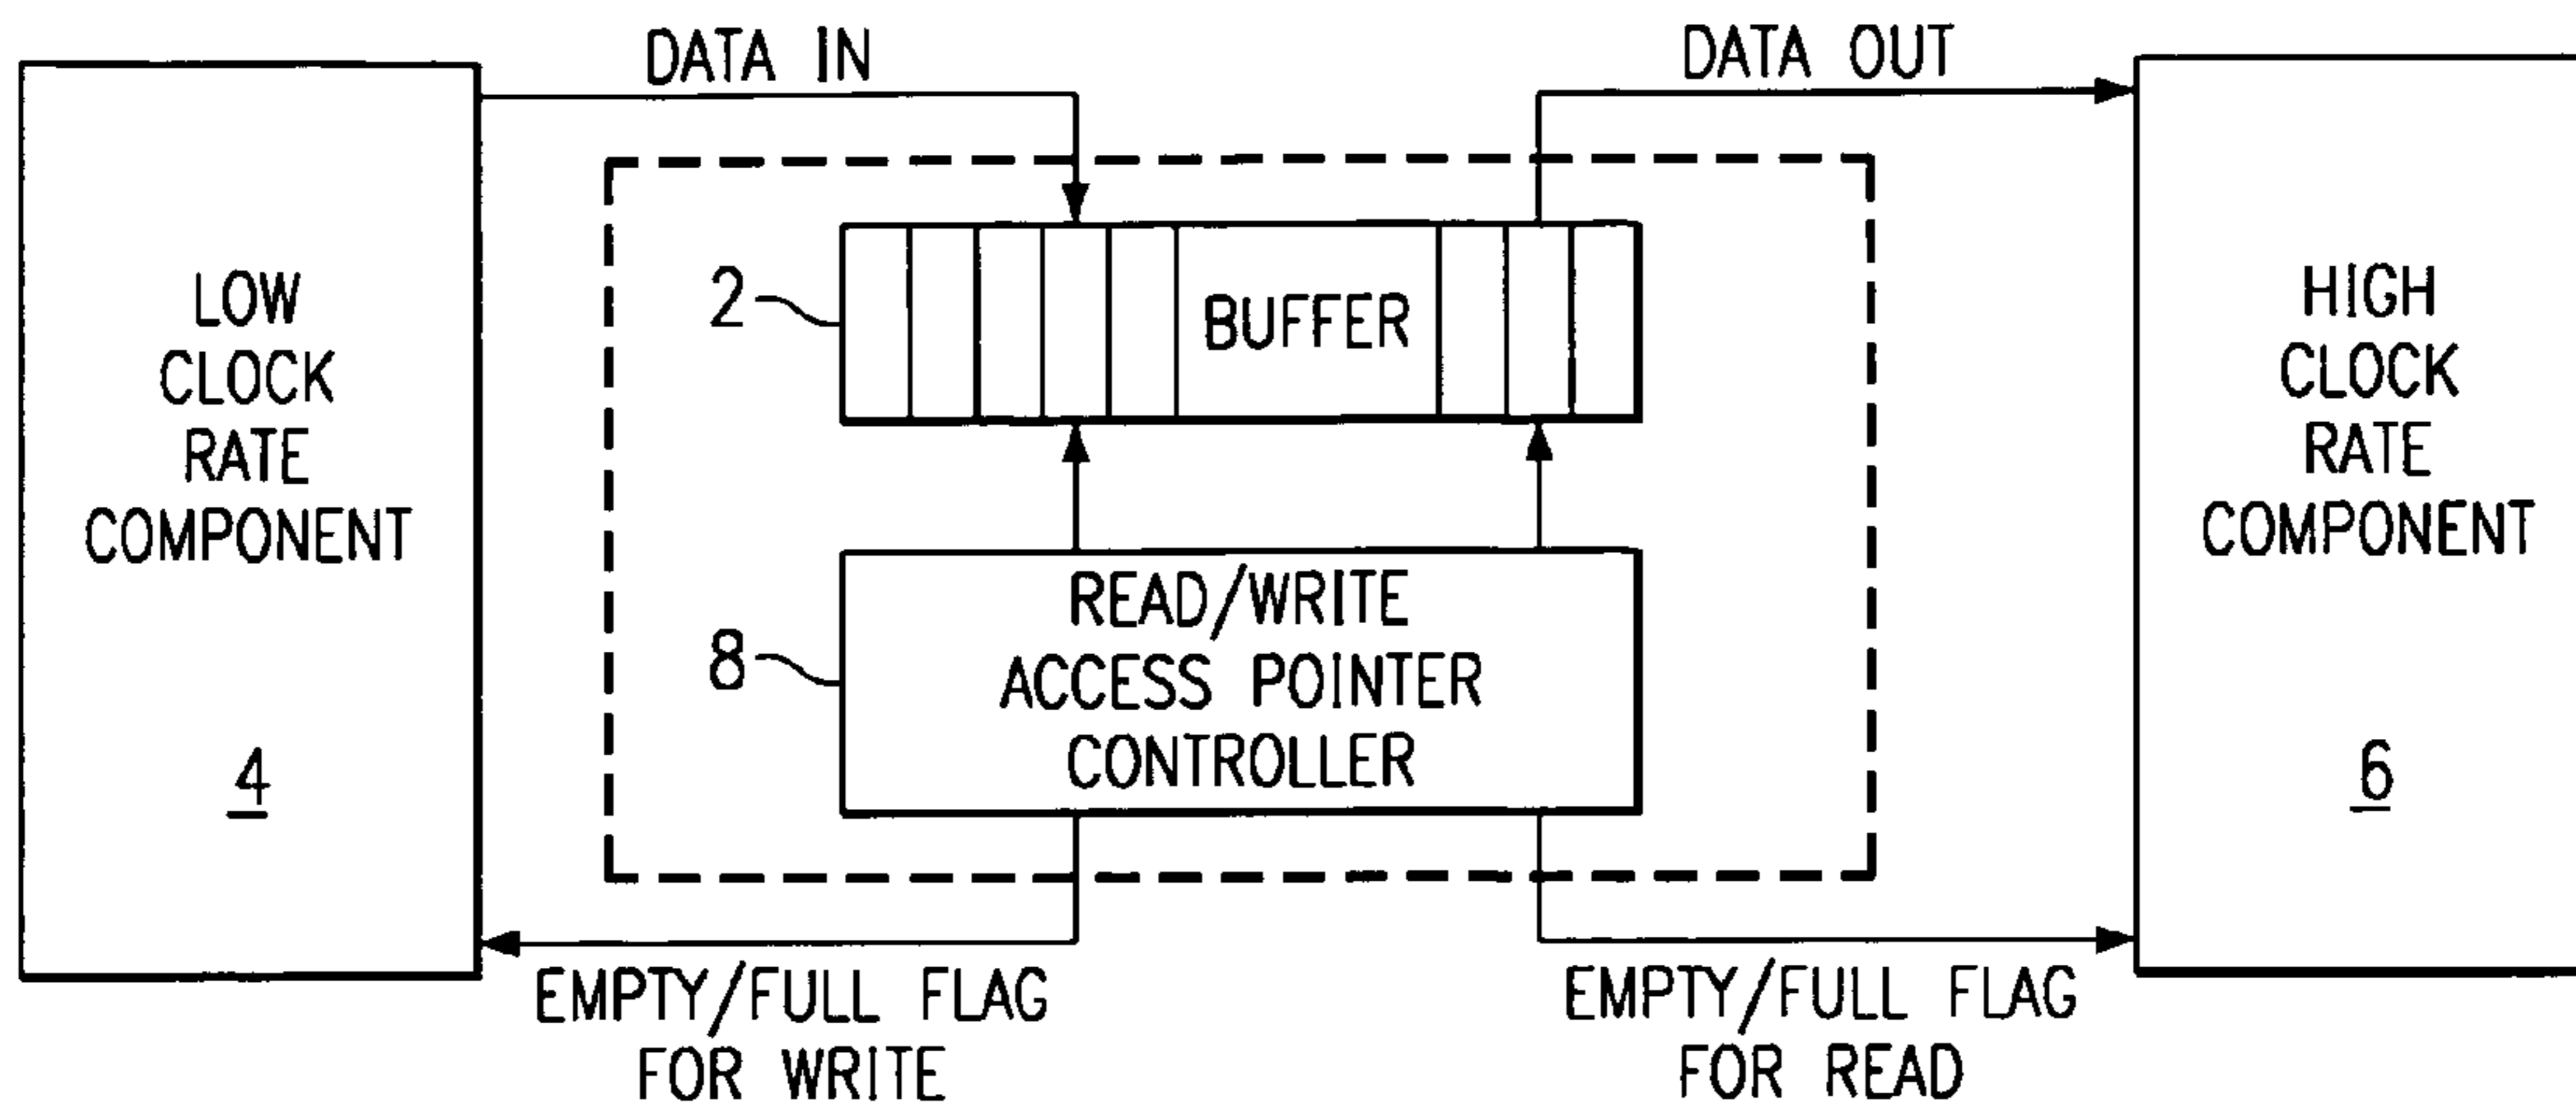 DATA IN
DATA OUT
LOW
CLOCK
RATE
COMPONENT
4
2
BUFFER
8
READ/WRITE
ACCESS POINTER
CONTROLLER
HIGH
CLOCK
RATE
COMPONENT
6
EMPTY/FULL FLAG
FOR WRITE
EMPTY/FULL FLAG
FOR READ